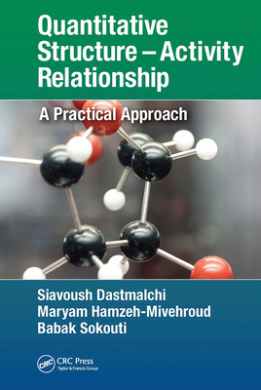 Quantitative
Structure – Activity
Relationship
A Practical Approach
Siavoush Dastmalchi
Maryam Hamzeh-Mivehroud
Babak Sokouti
CRC Press
Taylor & Francis Group